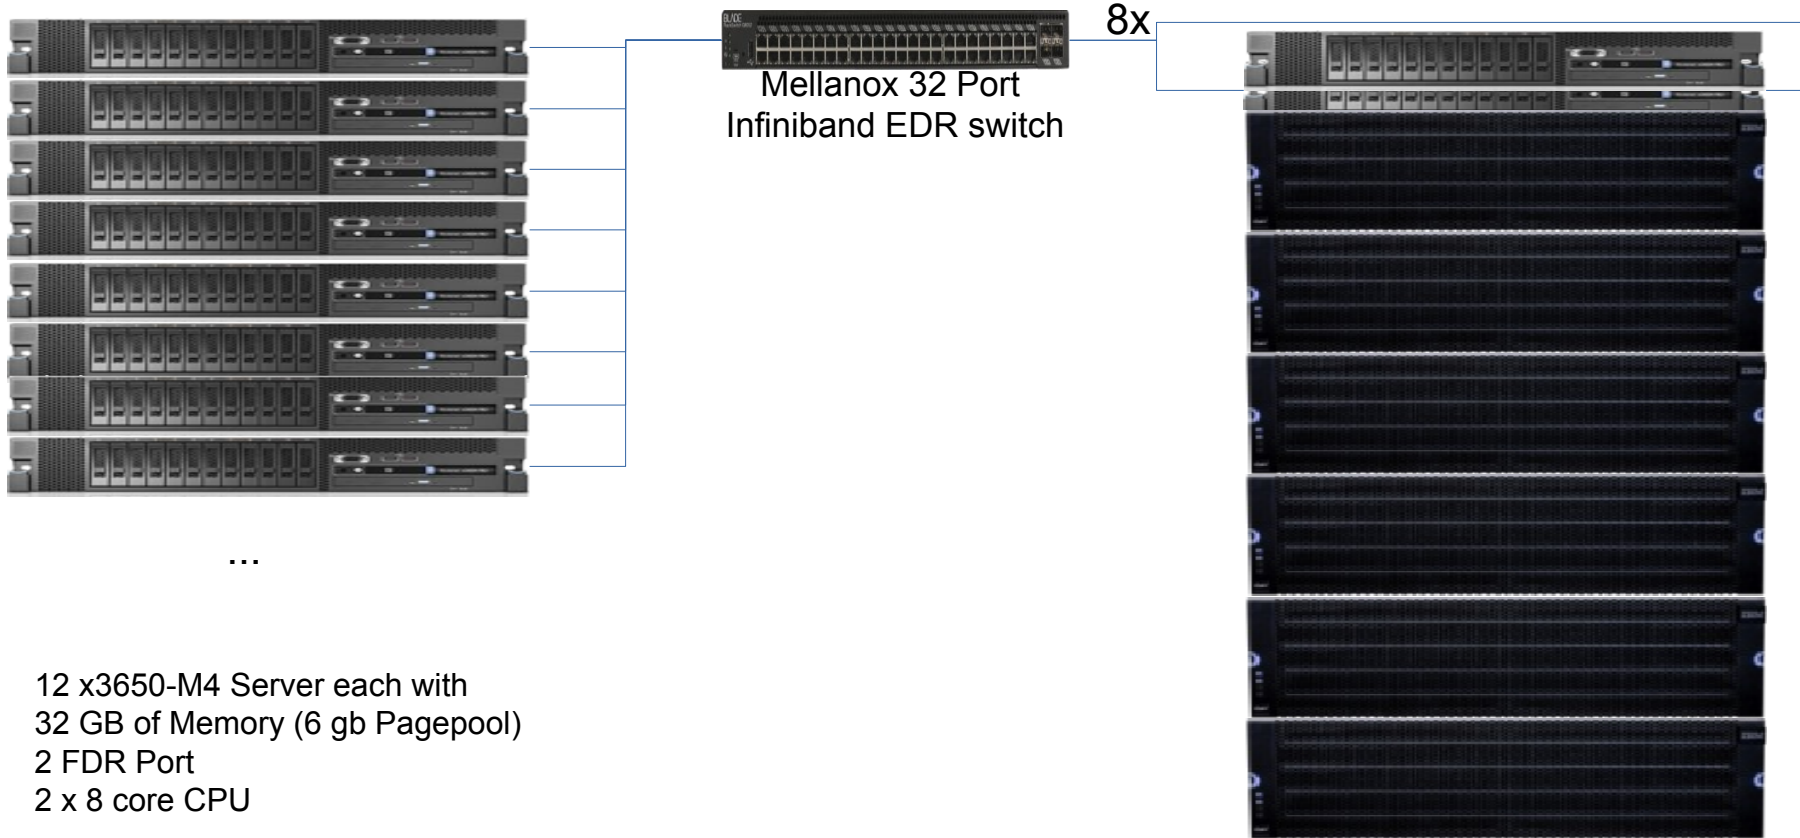 BLADE
8x
Mellanox 32 Port
Infiniband EDR switch
...
12 x3650-M4 Server each with
32 GB of Memory (6 gb Pagepool)
2 FDR Port
2 x 8 core CPU